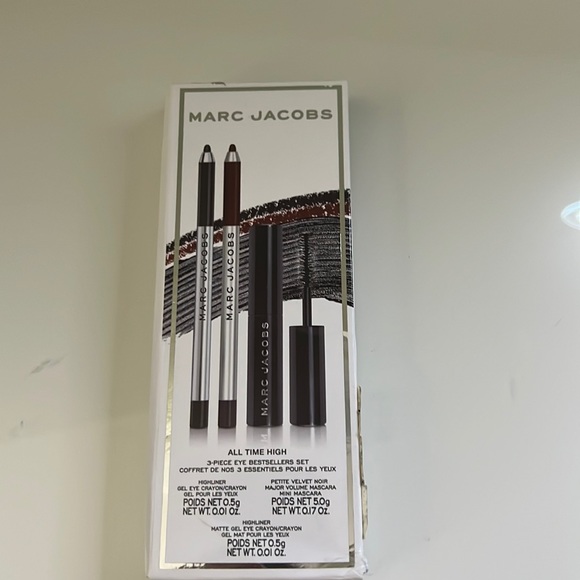 MARC JACOBS
MARC JACOBS
MARC JACOBS
MARC JACOBS
ALL TIME HIGH
3-PIECE EYE BESTSELLERS SET
COFFRET DE NOS 3 ESSENTIELS POUR LES YEUX
HIGHLINER
GEL EYE CRAYON/CRAYON
GEL POUR LES YEUX
POIDS NET 0.5g
NET WT. 0.01 OZ.
PETITE VELVET NOIR
MAJOR VOLUME MASCARA
MINI MASCARA
POIDS NET 5.0g
NET WT. 0.17 OZ.
HIGHLINER
MATTE GEL EYE CRAYON/CRAYON
GEL MAT POUR LES YEUX
POIDS NET 0.5g
NET WT. 0.01 OZ.